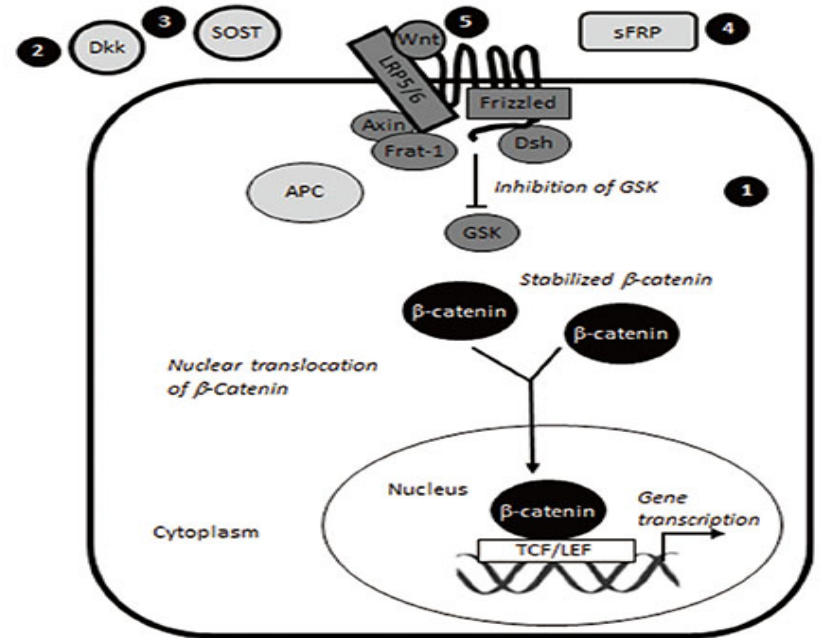 2
Dkk
3
SOST
Wnt
5
sFRP
4
LRP5/6
Frizzled
Axin
Frat-1
Dsh
APC
Inhibition of GSK
1
GSK
Stabilized β-catenin
β-catenin
β-catenin
Nuclear translocation
of β-Catenin
Nucleus
β-catenin
Gene
transcription
Cytoplasm
TCF/LEF